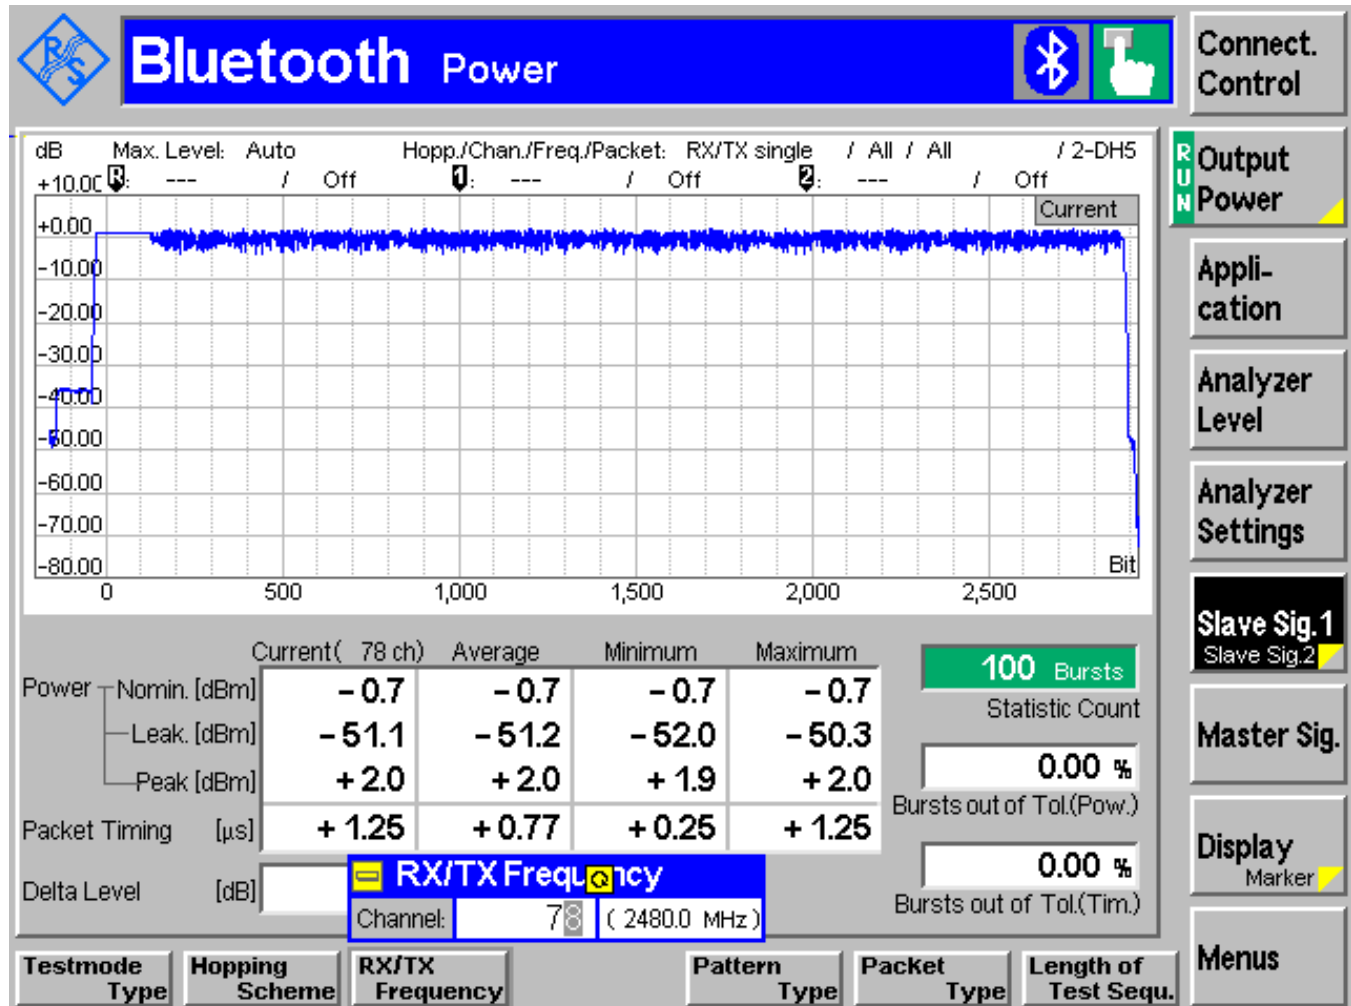 R&S
Bluetooth Power
Connect. Control
dB Max. Level: Auto Hopp./Chan./Freq./Packet: RX/TX single / All / All / 2-DH5
+10.00 R: --- / Off 1: --- / Off 2: --- / Off
Current
+0.00
-10.00
-20.00
-30.00
-40.00
-50.00
-60.00
-70.00
-80.00
Bit
0 500 1,000 1,500 2,000 2,500
Current( 78 ch) Average Minimum Maximum
Power Nomin. [dBm] -0.7 -0.7 -0.7 -0.7
Leak. [dBm] -51.1 -51.2 -52.0 -50.3
Peak [dBm] +2.0 +2.0 +1.9 +2.0
Packet Timing [µs] +1.25 +0.77 +0.25 +1.25
Delta Level [dB]
100 Bursts
Statistic Count
0.00 %
Bursts out of Tol.(Pow.)
0.00 %
Bursts out of Tol.(Tim.)
RX/TX Frequency
Channel: 78 ( 2480.0 MHz )
RUN
Output Power
Appli-
cation
Analyzer
Level
Analyzer
Settings
Slave Sig.1
Slave Sig.2
Master Sig.
Display
Marker
Menus
Testmode Type
Hopping Scheme
RX/TX Frequency
Pattern Type
Packet Type
Length of Test Sequ.